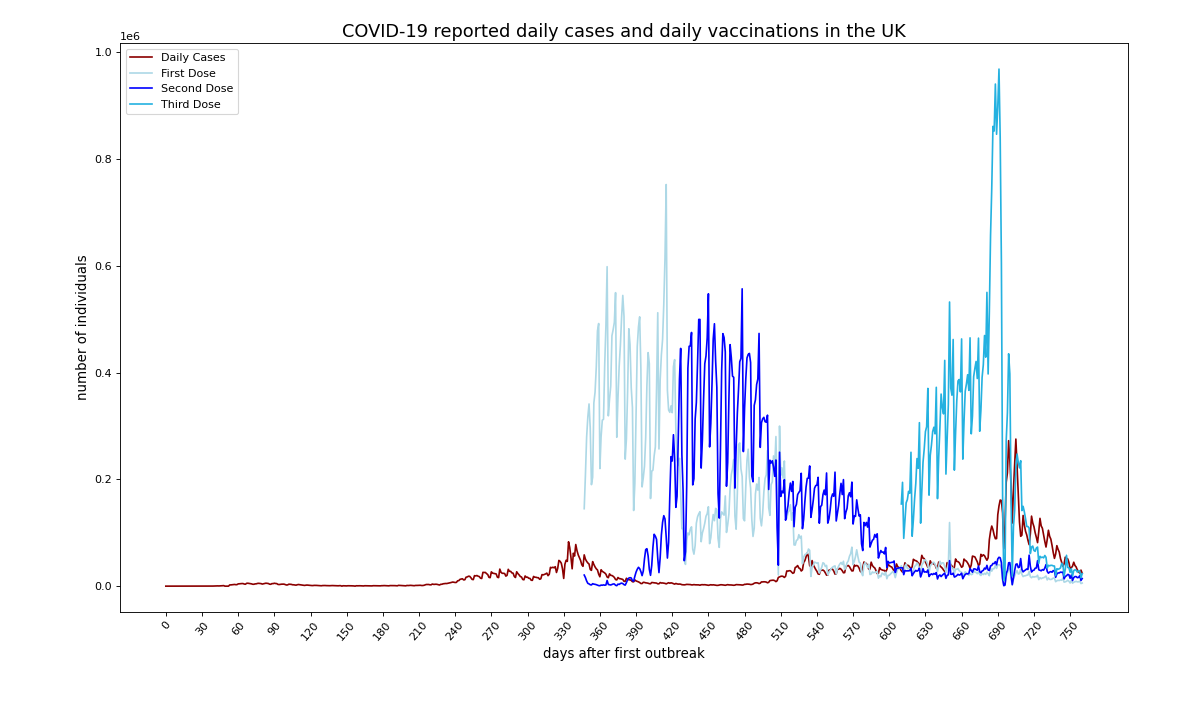 COVID-19 reported daily cases and daily vaccinations in the UK
1e6
Daily Cases
First Dose
Second Dose
Third Dose
1.0
0.8
0.6
0.4
0.2
0.0
number of individuals
0 30 60 90 120 150 180 210 240 270 300 330 360 390 420 450 480 510 540 570 600 630 660 690 720 750
days after first outbreak